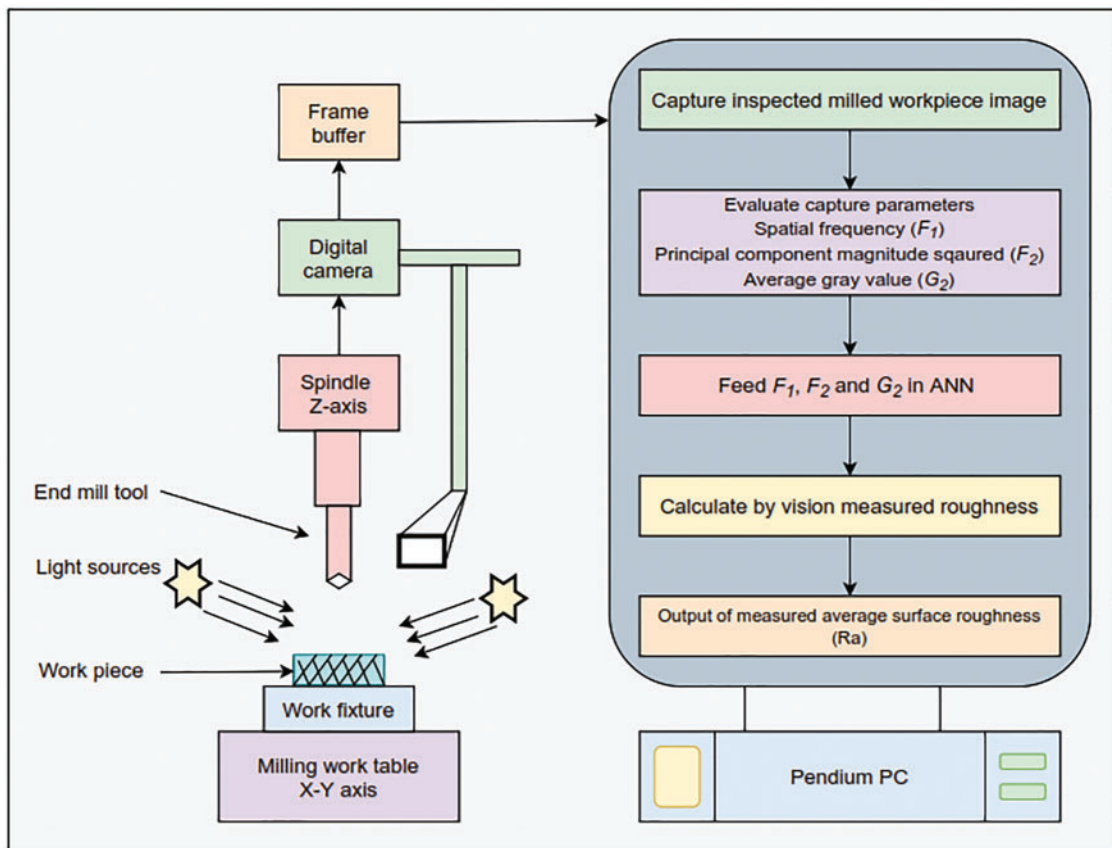 Frame
buffer
Digital
camera
Spindle
Z-axis
End mill tool
Light sources
Work piece
Work fixture
Milling work table
X-Y axis
Capture inspected milled workpiece image
Evaluate capture parameters
Spatial frequency (F₁)
Principal component magnitude sqaured (F₂)
Average gray value (G₂)
Feed F₁, F₂ and G₂ in ANN
Calculate by vision measured roughness
Output of measured average surface roughness
(Ra)
Pendium PC